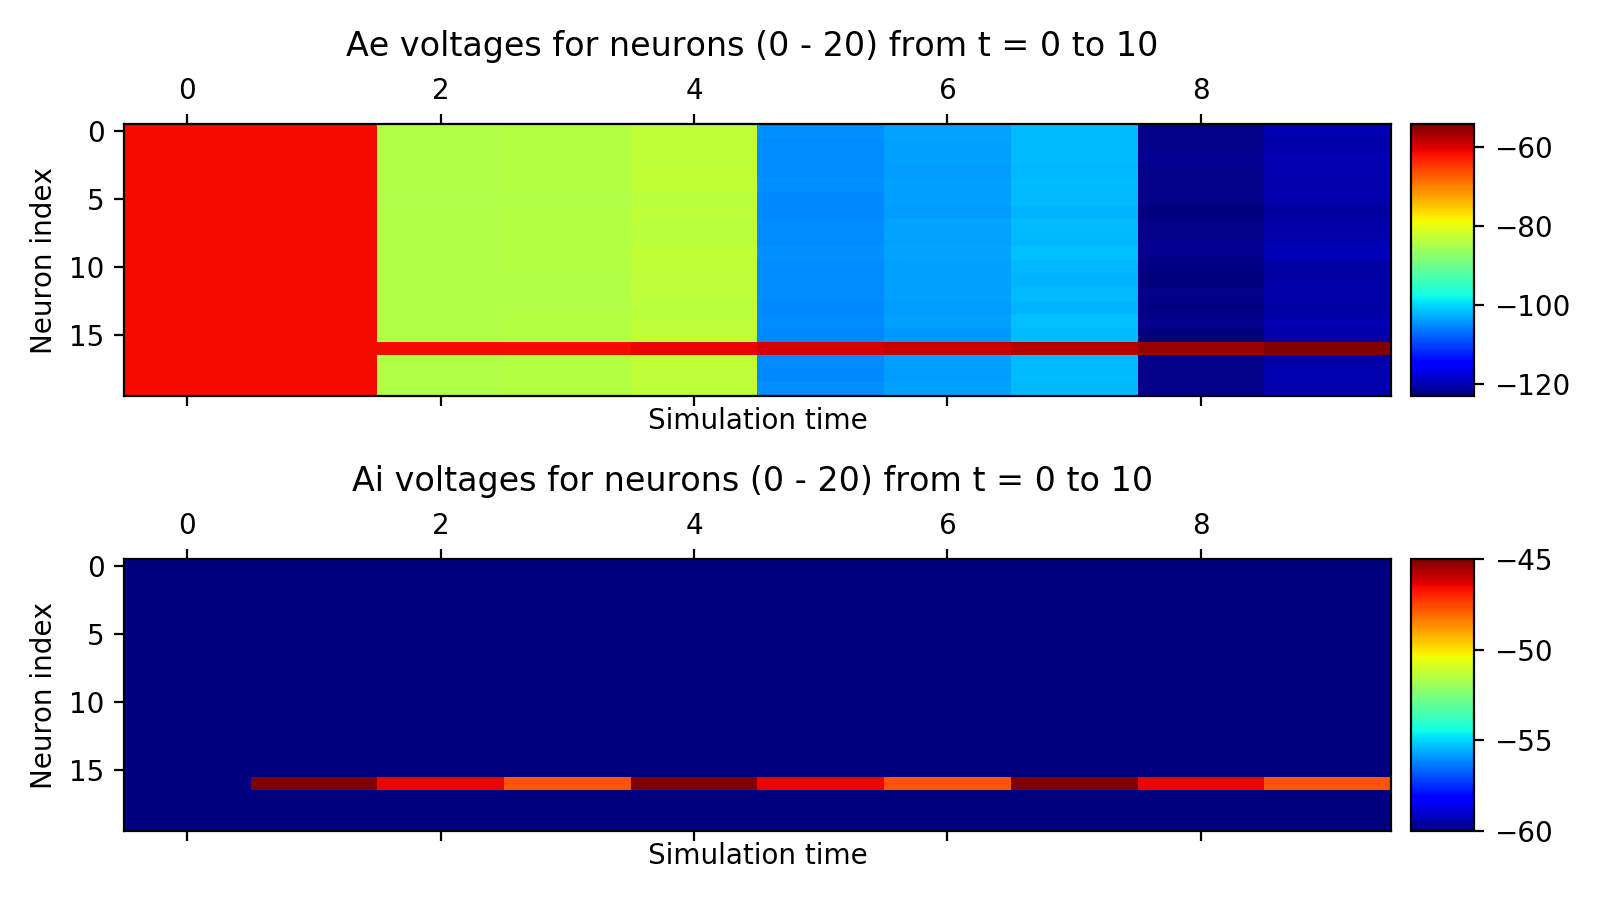 Ae voltages for neurons (0 - 20) from t = 0 to 10
0 2 4 6 8
Neuron index
0
5
10
15
Simulation time
−60
−80
−100
−120
Ai voltages for neurons (0 - 20) from t = 0 to 10
0 2 4 6 8
Neuron index
0
5
10
15
Simulation time
−45
−50
−55
−60